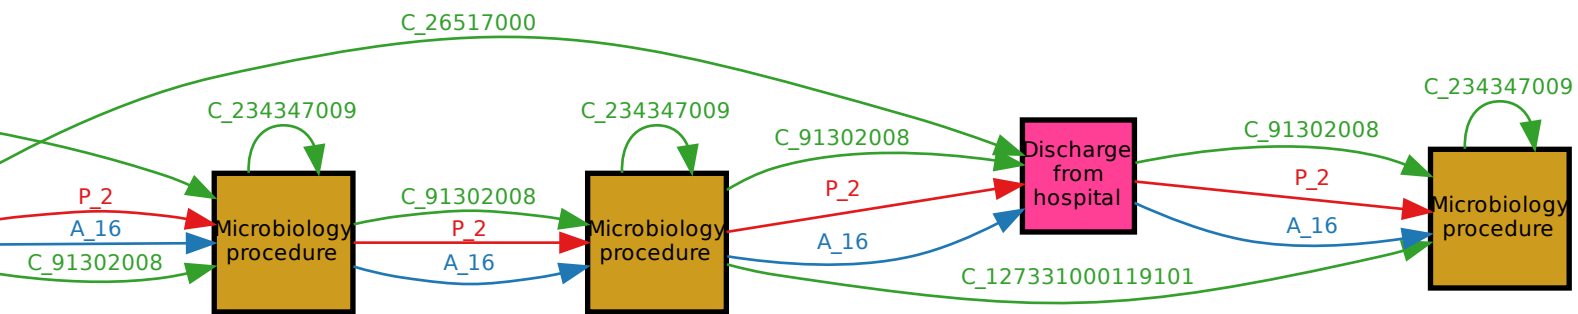 C_26517000
C_234347009
C_234347009
C_91302008
C_91302008
C_234347009
P_2
A_16
C_91302008
Microbiology
procedure
C_91302008
P_2
A_16
Microbiology
procedure
P_2
A_16
Discharge
from
hospital
P_2
A_16
C_127331000119101
Microbiology
procedure